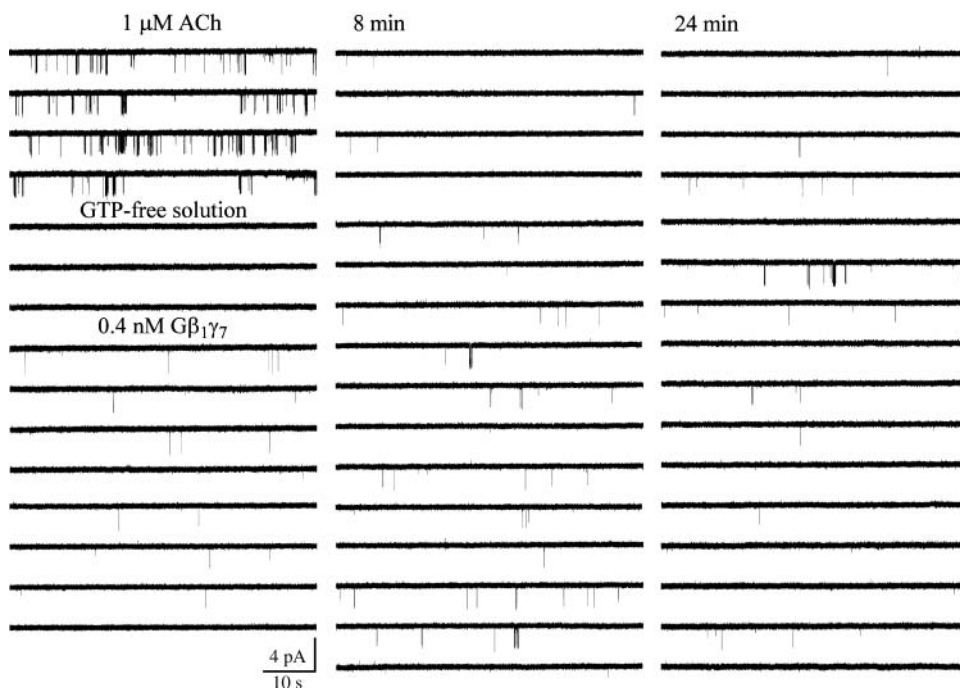 1 μM ACh
8 min
24 min
GTP-free solution
0.4 nM Gβ₁γ₇
4 pA
10 s